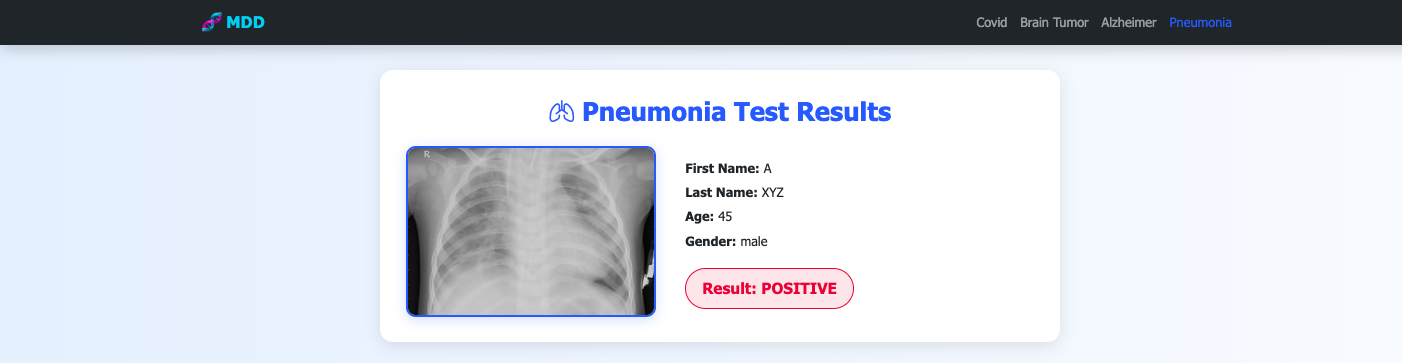 MDD
Covid Brain Tumor Alzheimer Pneumonia
Pneumonia Test Results
R
First Name: A
Last Name: XYZ
Age: 45
Gender: male
Result: POSITIVE